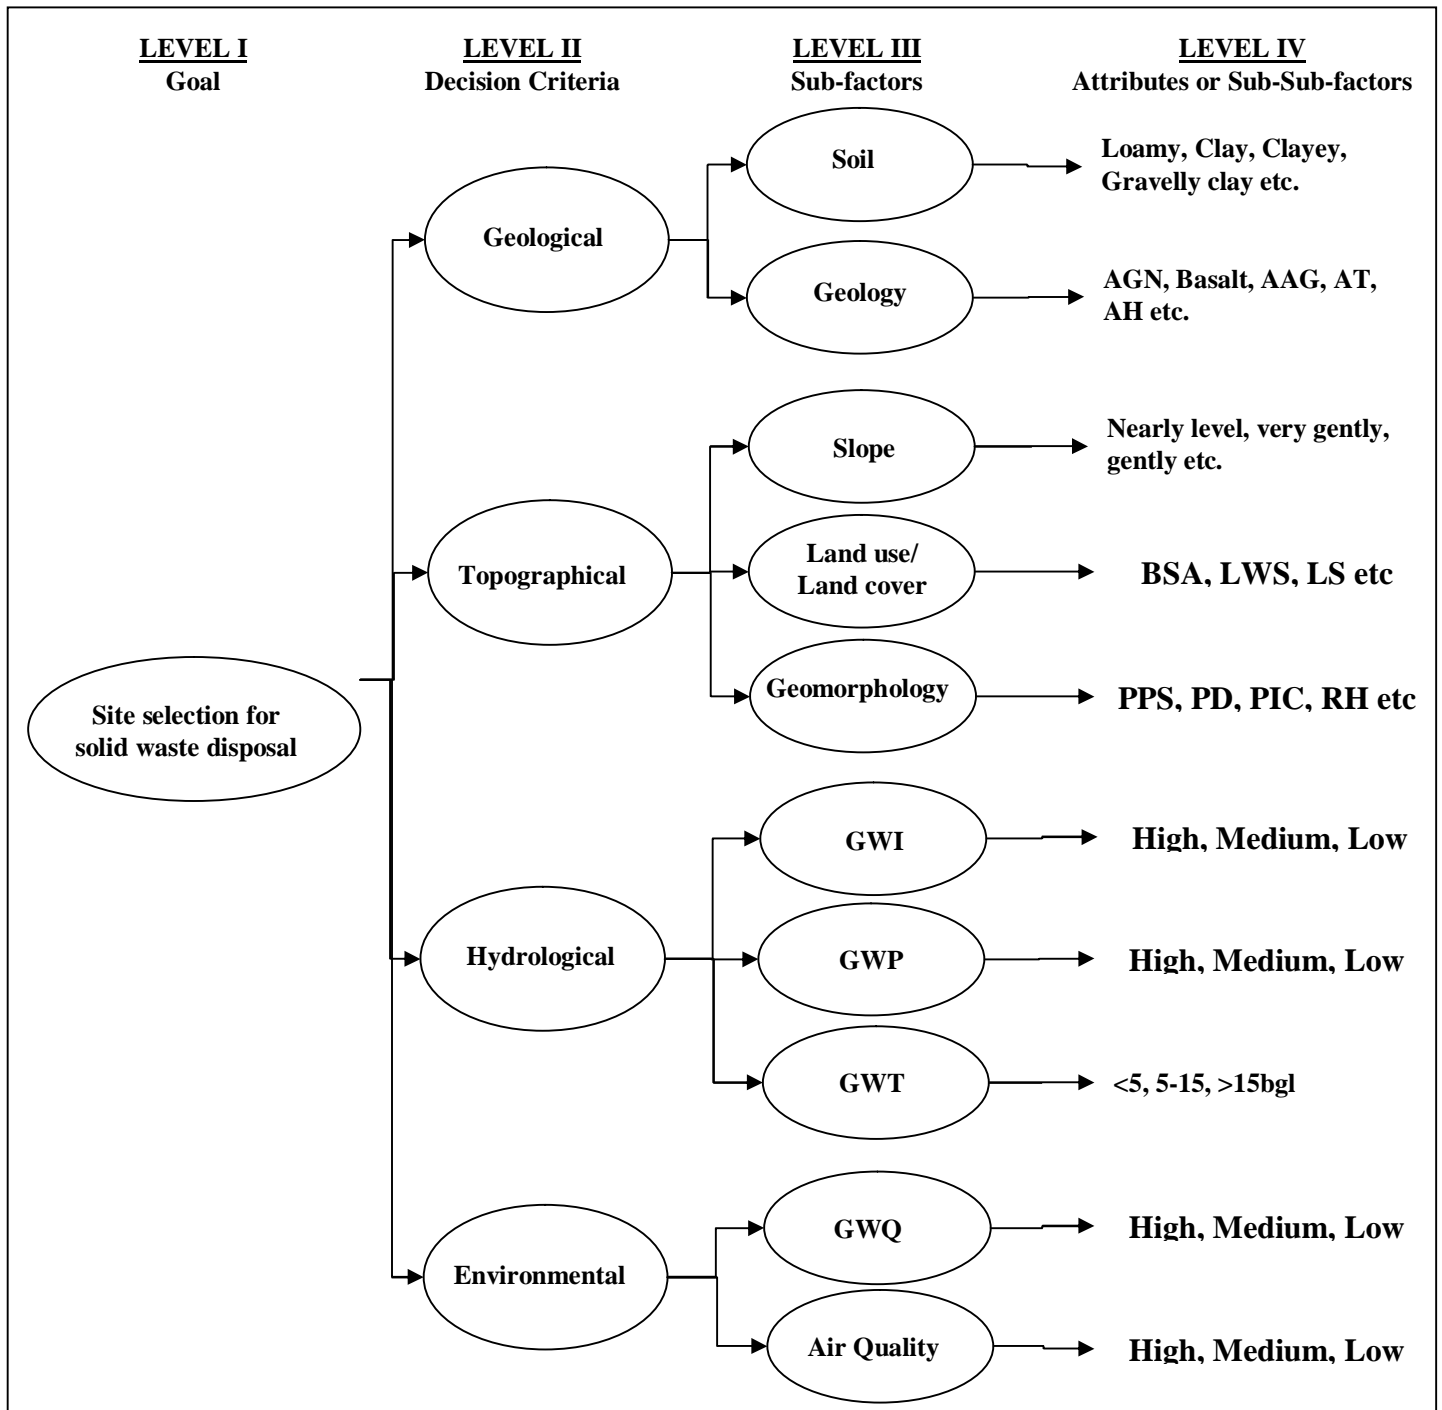 LEVEL I
Goal
LEVEL II
Decision Criteria
LEVEL III
Sub-factors
LEVEL IV
Attributes or Sub-Sub-factors
Site selection for
solid waste disposal
Geological
Soil
Loamy, Clay, Clayey,
Gravelly clay etc.
Geology
AGN, Basalt, AAG, AT,
AH etc.
Topographical
Slope
Nearly level, very gently,
gently etc.
Land use/
Land cover
BSA, LWS, LS etc
Geomorphology
PPS, PD, PIC, RH etc
Hydrological
GWI
High, Medium, Low
GWP
High, Medium, Low
GWT
<5, 5-15, >15bgl
Environmental
GWQ
High, Medium, Low
Air Quality
High, Medium, Low